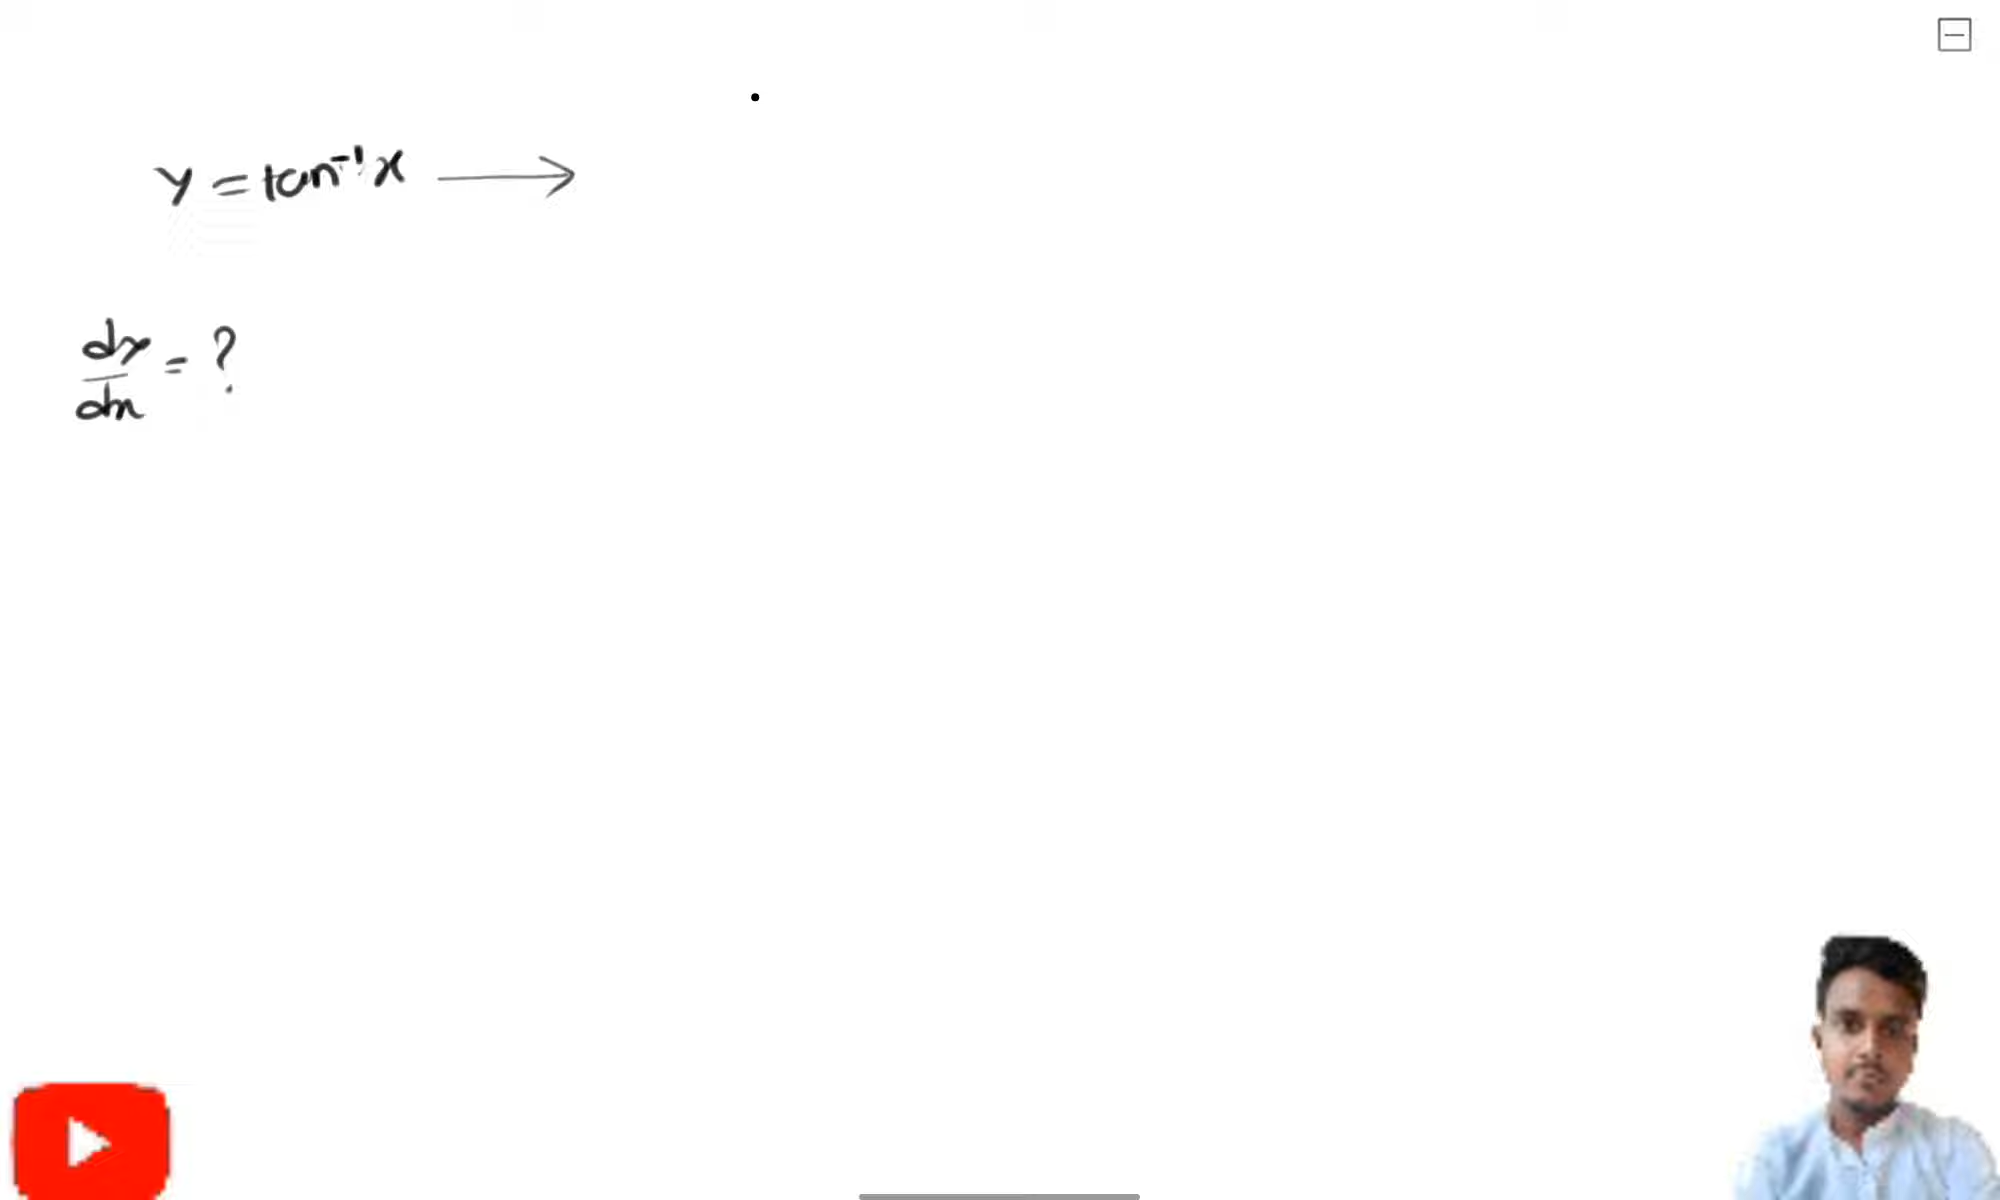 y = tan⁻¹x ⟶
dy/dx = ?